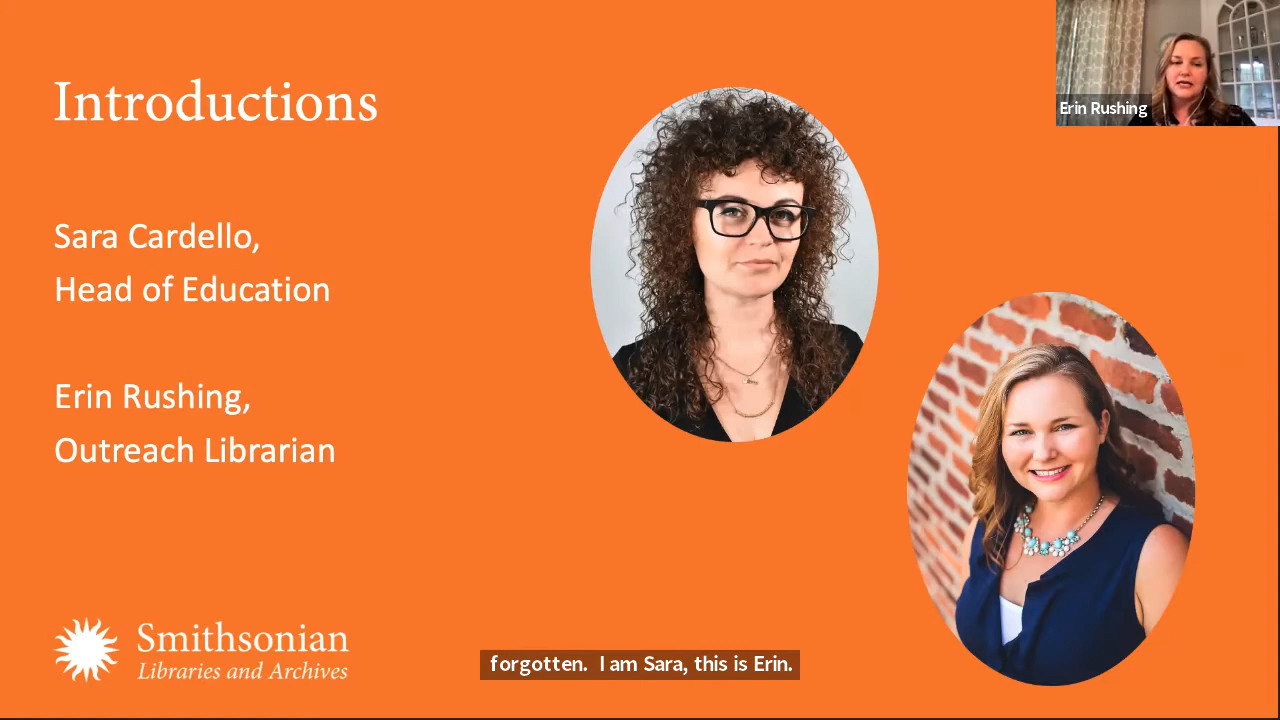 Introductions
Erin Rushing
Sara Cardello,
Head of Education
Erin Rushing,
Outreach Librarian
Smithsonian
Libraries and Archives
forgotten.  I am Sara, this is Erin.